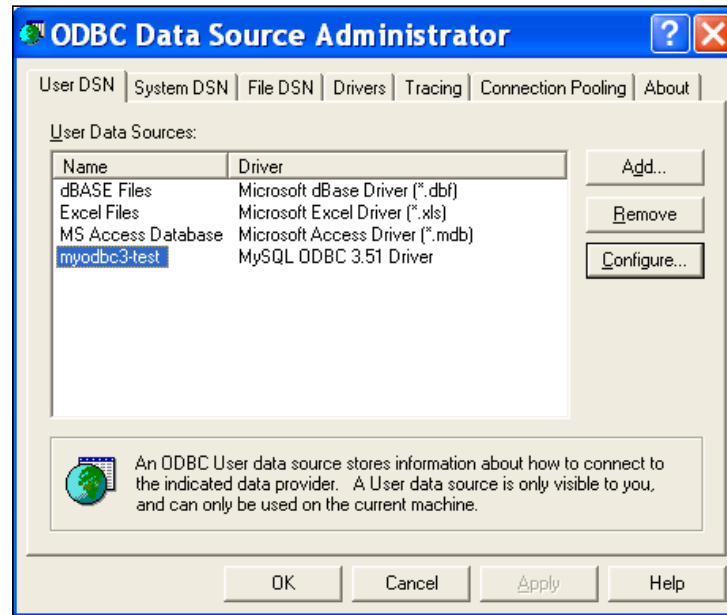 ODBC Data Source Administrator
User DSN System DSN File DSN Drivers Tracing Connection Pooling About
User Data Sources:
Name Driver
dBASE Files Microsoft dBase Driver (*.dbf)
Excel Files Microsoft Excel Driver (*.xls)
MS Access Database Microsoft Access Driver (*.mdb)
myodbc3-test MySQL ODBC 3.51 Driver
Add...
Remove
Configure...
An ODBC User data source stores information about how to connect to
the indicated data provider. A User data source is only visible to you,
and can only be used on the current machine.
OK Cancel Apply Help